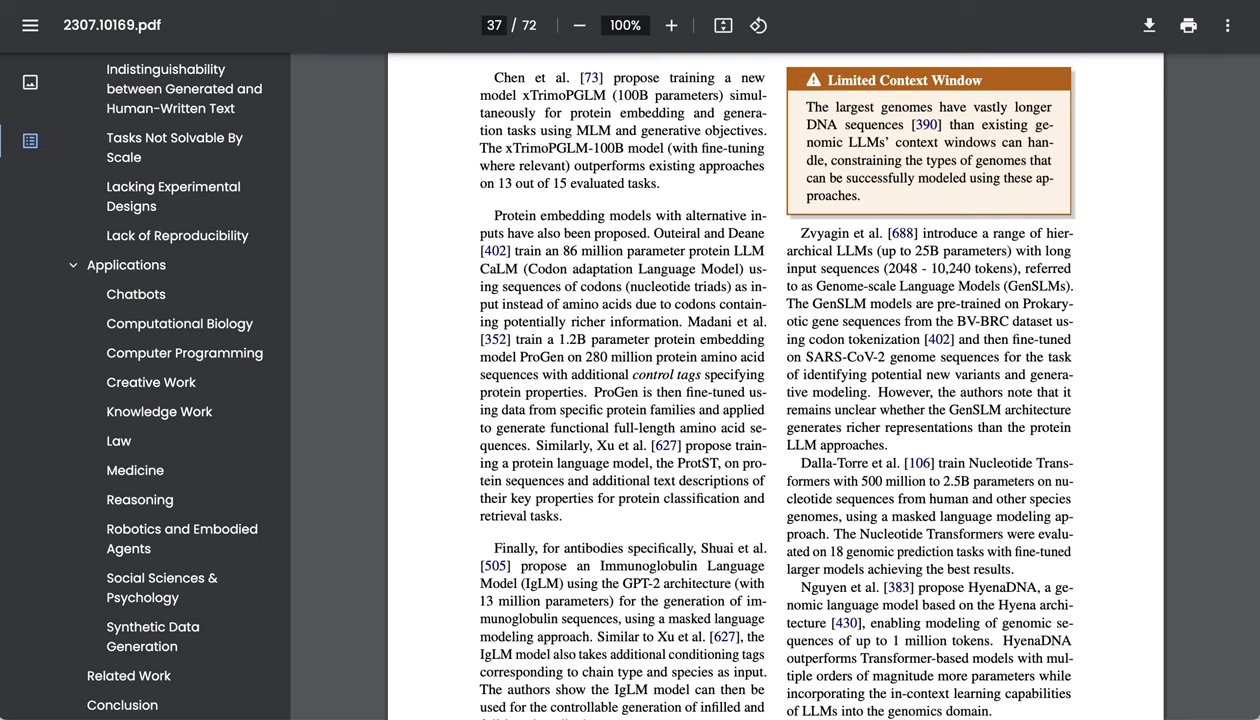 2307.10169.pdf
37 / 72
100%
Indistinguishability
between Generated and
Human-Written Text
Tasks Not Solvable By
Scale
Lacking Experimental
Designs
Lack of Reproducibility
Applications
Chatbots
Computational Biology
Computer Programming
Creative Work
Knowledge Work
Law
Medicine
Reasoning
Robotics and Embodied
Agents
Social Sciences &
Psychology
Synthetic Data
Generation
Related Work
Conclusion
Chen et al. [73] propose training a new
model xTrimoPGLM (100B parameters) simul-
taneously for protein embedding and genera-
tion tasks using MLM and generative objectives.
The xTrimoPGLM-100B model (with fine-tuning
where relevant) outperforms existing approaches
on 13 out of 15 evaluated tasks.
Protein embedding models with alternative in-
puts have also been proposed. Outeiral and Deane
[402] train an 86 million parameter protein LLM
CaLM (Codon adaptation Language Model) us-
ing sequences of codons (nucleotide triads) as in-
put instead of amino acids due to codons contain-
ing potentially richer information. Madani et al.
[352] train a 1.2B parameter protein embedding
model ProGen on 280 million protein amino acid
sequences with additional control tags specifying
protein properties. ProGen is then fine-tuned us-
ing data from specific protein families and applied
to generate functional full-length amino acid se-
quences. Similarly, Xu et al. [627] propose train-
ing a protein language model, the ProtST, on pro-
tein sequences and additional text descriptions of
their key properties for protein classification and
retrieval tasks.
Finally, for antibodies specifically, Shuai et al.
[505] propose an Immunoglobulin Language
Model (IgLM) using the GPT-2 architecture (with
13 million parameters) for the generation of im-
munoglobulin sequences, using a masked language
modeling approach. Similar to Xu et al. [627], the
IgLM model also takes additional conditioning tags
corresponding to chain type and species as input.
The authors show the IgLM model can then be
used for the controllable generation of infilled and
Limited Context Window
The largest genomes have vastly longer
DNA sequences [390] than existing ge-
nomic LLMs' context windows can han-
dle, constraining the types of genomes that
can be successfully modeled using these ap-
proaches.
Zvyagin et al. [688] introduce a range of hier-
archical LLMs (up to 25B parameters) with long
input sequences (2048 - 10,240 tokens), referred
to as Genome-scale Language Models (GenSLMs).
The GenSLM models are pre-trained on Prokary-
otic gene sequences from the BV-BRC dataset us-
ing codon tokenization [402] and then fine-tuned
on SARS-CoV-2 genome sequences for the task
of identifying potential new variants and genera-
tive modeling. However, the authors note that it
remains unclear whether the GenSLM architecture
generates richer representations than the protein
LLM approaches.
Dalla-Torre et al. [106] train Nucleotide Trans-
formers with 500 million to 2.5B parameters on nu-
cleotide sequences from human and other species
genomes, using a masked language modeling ap-
proach. The Nucleotide Transformers were evalu-
ated on 18 genomic prediction tasks with fine-tuned
larger models achieving the best results.
Nguyen et al. [383] propose HyenaDNA, a ge-
nomic language model based on the Hyena archi-
tecture [430], enabling modeling of genomic se-
quences of up to 1 million tokens. HyenaDNA
outperforms Transformer-based models with mul-
tiple orders of magnitude more parameters while
incorporating the in-context learning capabilities
of LLMs into the genomics domain.